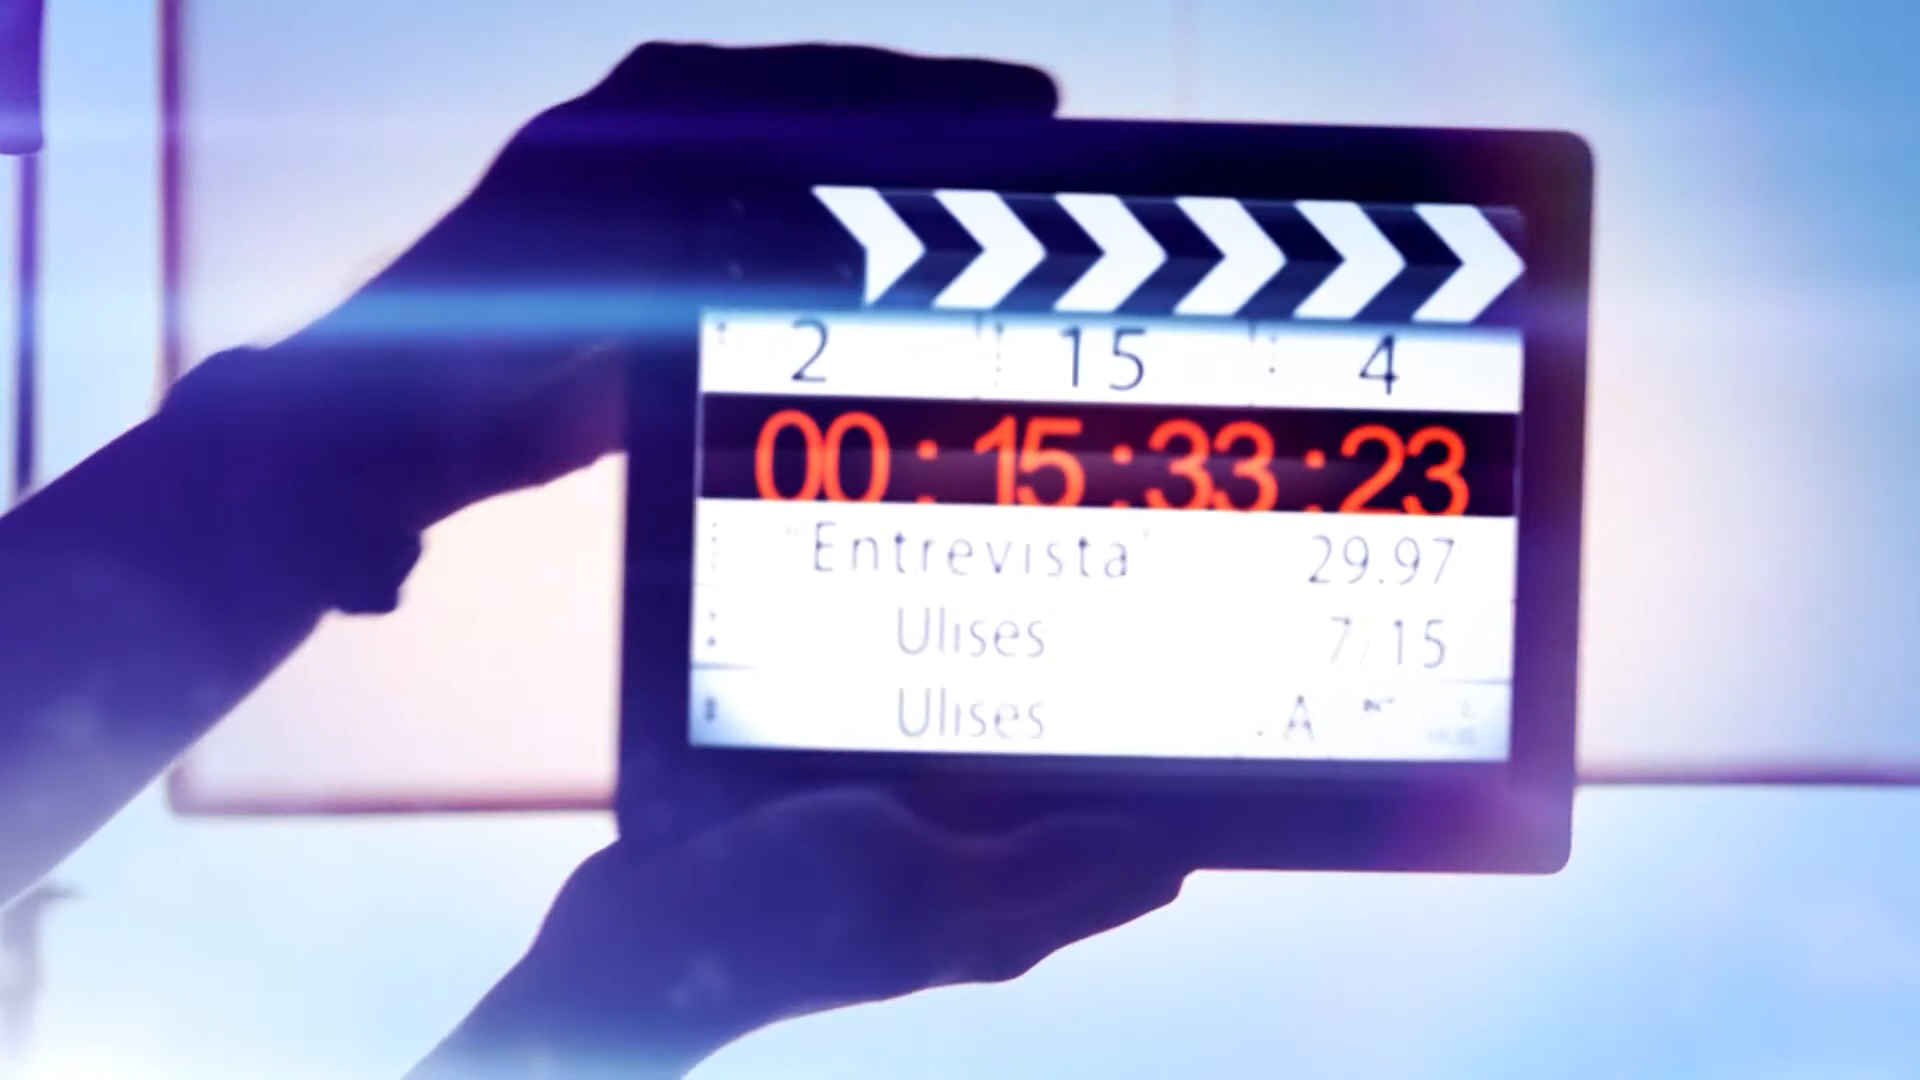 2 15 4
00:15:33:23
"Entrevista" 29.97
Ulises 7/15
Ulises A